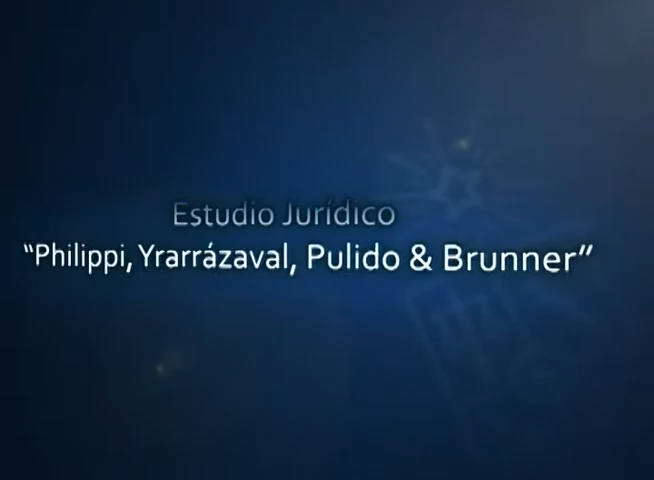 Estudio Jurídico
“Philippi, Yrarrázaval, Pulido & Brunner”